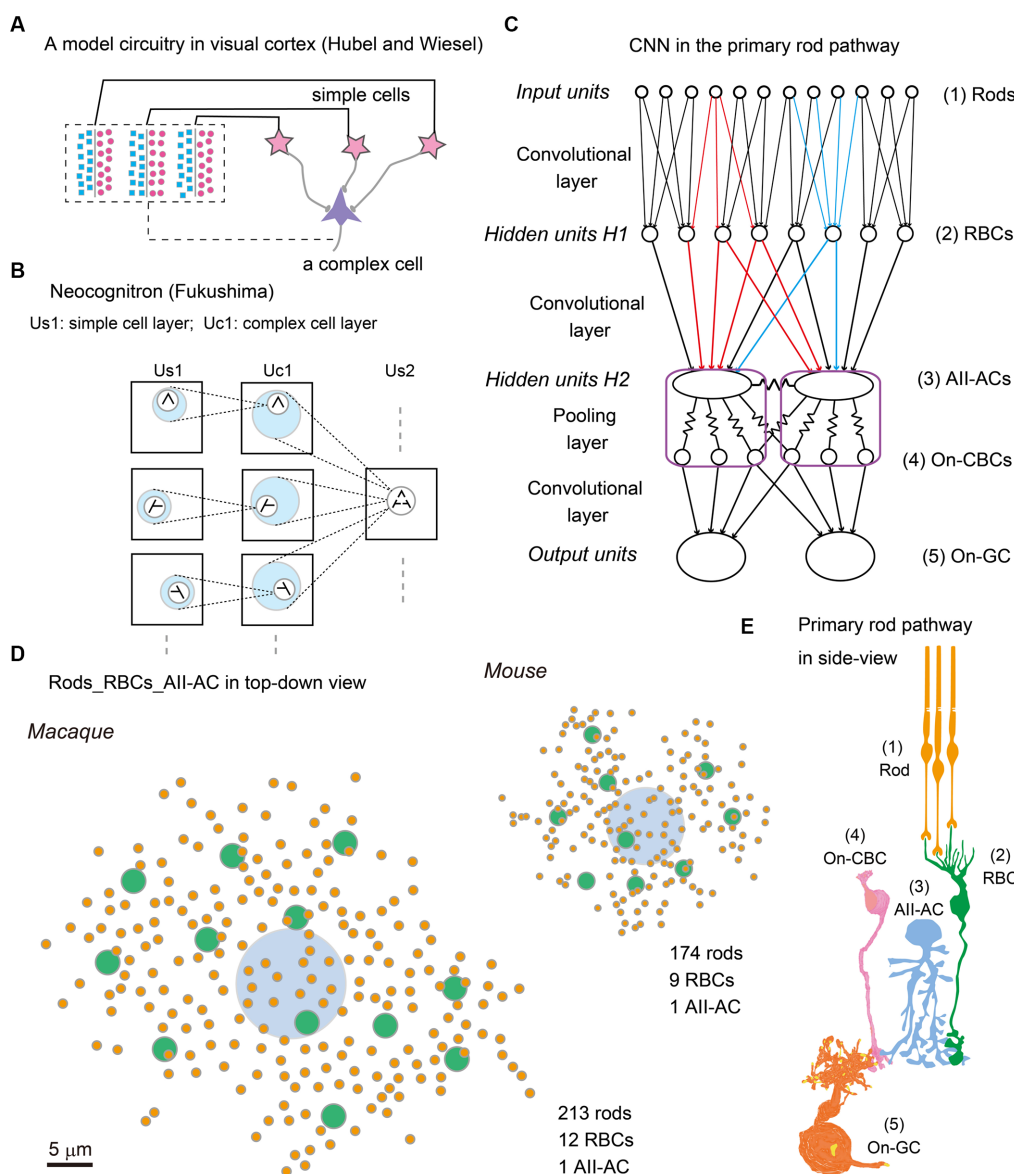 A
A model circuitry in visual cortex (Hubel and Wiesel)
simple cells
a complex cell
B
Neocognitron (Fukushima)
Us1: simple cell layer; Uc1: complex cell layer
Us1
Uc1
Us2
C
CNN in the primary rod pathway
Input units
(1) Rods
Convolutional
layer
Hidden units H1
(2) RBCs
Convolutional
layer
Hidden units H2
(3) AII-ACs
Pooling
layer
(4) On-CBCs
Convolutional
layer
Output units
(5) On-GC
D
Rods_RBCs_AII-AC in top-down view
Macaque
213 rods
12 RBCs
1 AII-AC
5 μm
Mouse
174 rods
9 RBCs
1 AII-AC
E
Primary rod pathway
in side-view
(1)
Rod
(4)
On-CBC
(3)
AII-AC
(2)
RBC
(5)
On-GC